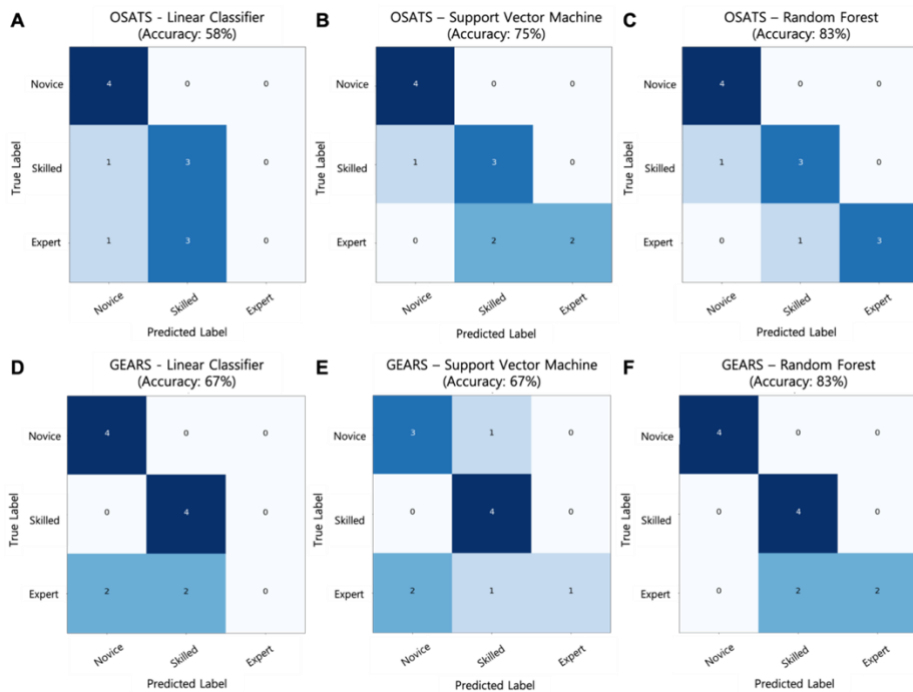 A
OSATS - Linear Classifier
(Accuracy: 58%)
True Label
Novice
4 0 0
Skilled
1 3 0
Expert
1 3 0
Novice Skilled Expert
Predicted Label
B
OSATS – Support Vector Machine
(Accuracy: 75%)
True Label
Novice
4 0 0
Skilled
1 3 0
Expert
0 2 2
Novice Skilled Expert
Predicted Label
C
OSATS – Random Forest
(Accuracy: 83%)
True Label
Novice
4 0 0
Skilled
1 3 0
Expert
0 1 3
Novice Skilled Expert
Predicted Label
D
GEARS - Linear Classifier
(Accuracy: 67%)
True Label
Novice
4 0 0
Skilled
0 4 0
Expert
2 2 0
Novice Skilled Expert
Predicted Label
E
GEARS – Support Vector Machine
(Accuracy: 67%)
True Label
Novice
3 1 0
Skilled
0 4 0
Expert
2 1 1
Novice Skilled Expert
Predicted Label
F
GEARS – Random Forest
(Accuracy: 83%)
True Label
Novice
4 0 0
Skilled
0 4 0
Expert
0 2 2
Novice Skilled Expert
Predicted Label